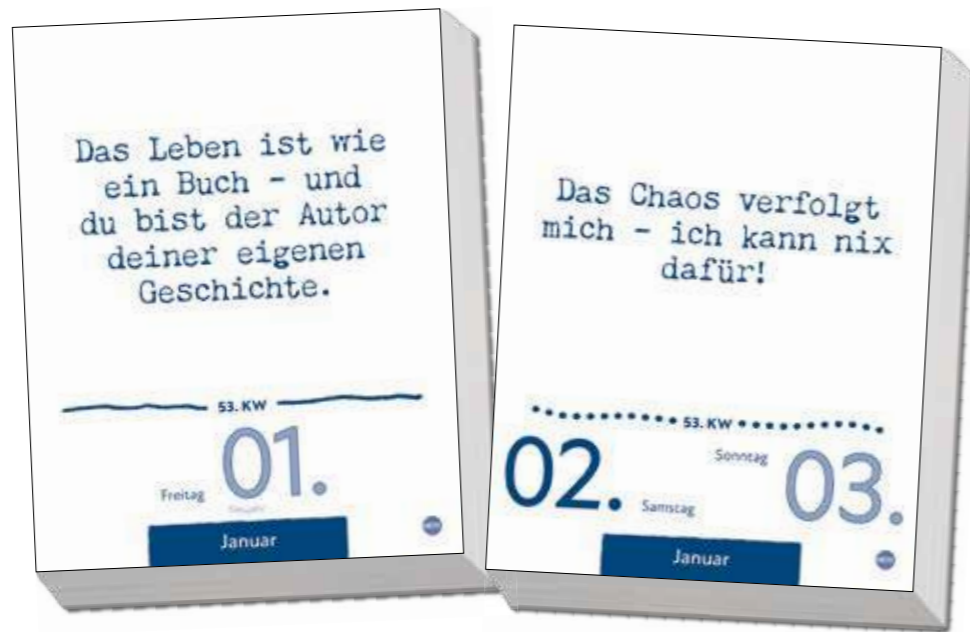 Das Leben ist wie
ein Buch - und
du bist der Autor
deiner eigenen
Geschichte.
53. KW
Freitag
01.
Neujahr
Januar
Das Chaos verfolgt
mich - ich kann nix
dafür!
53. KW
02.
Samstag
Sonntag
03.
Januar